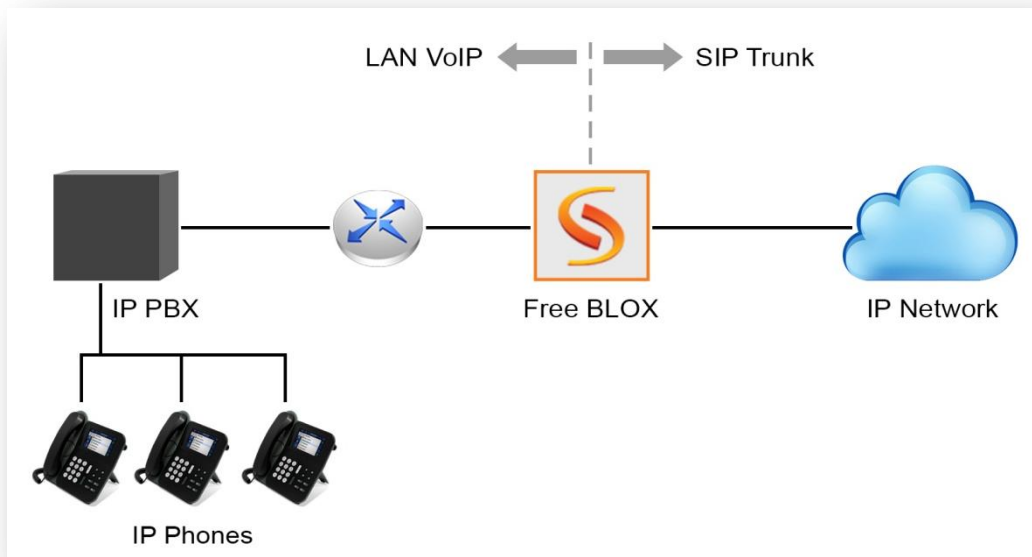 LAN VoIP
SIP Trunk
IP PBX
Free BLOX
IP Network
IP Phones